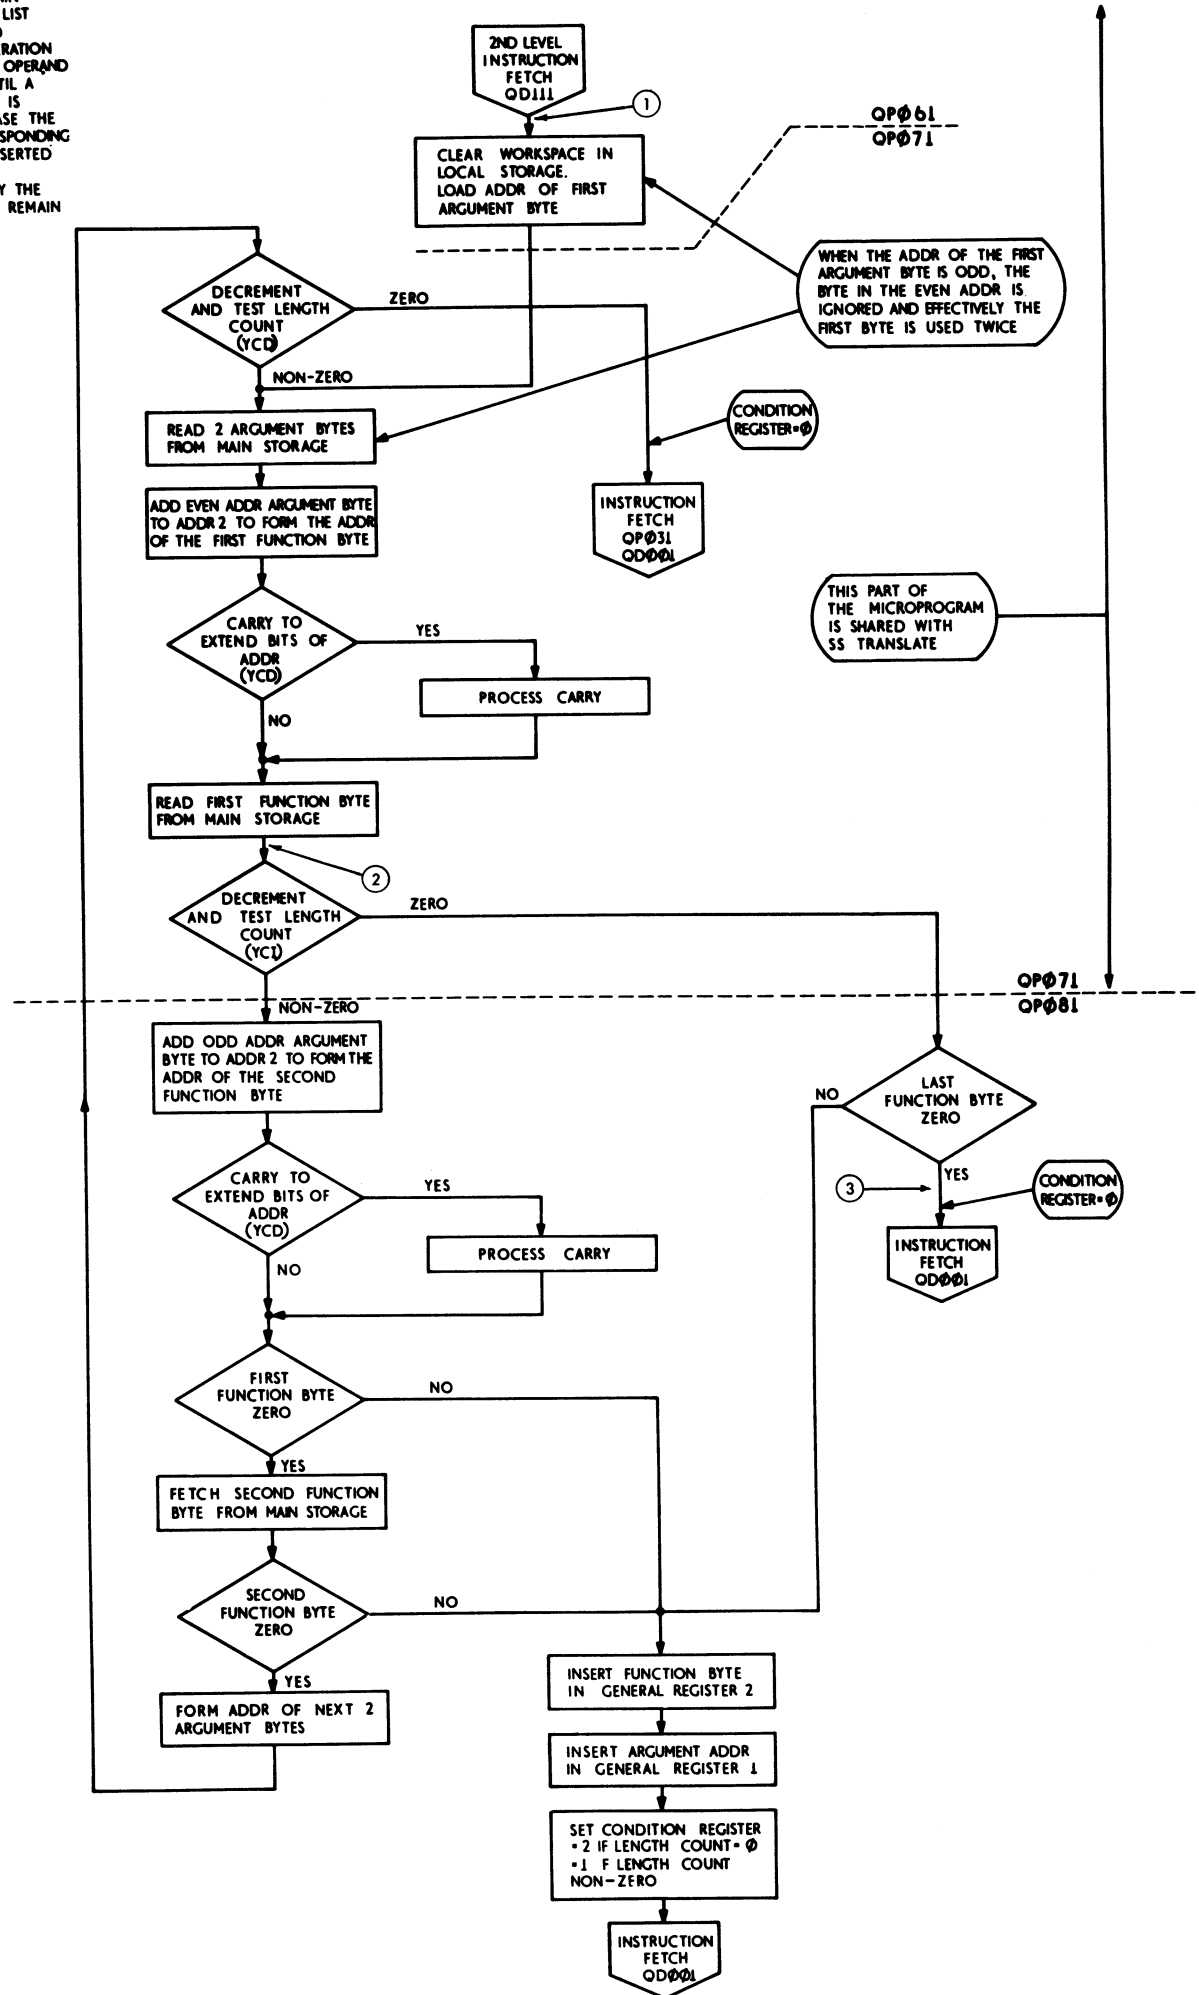 LIST
RATION
OPERAND
TIL A
IS
ASE THE
SPONDING
SERTED
Y THE
REMAIN
2ND LEVEL
INSTRUCTION
FETCH
QD111
1
QPØ61
QPØ71
CLEAR WORKSPACE IN
LOCAL STORAGE.
LOAD ADDR OF FIRST
ARGUMENT BYTE
WHEN THE ADDR OF THE FIRST
ARGUMENT BYTE IS ODD, THE
BYTE IN THE EVEN ADDR IS
IGNORED AND EFFECTIVELY THE
FIRST BYTE IS USED TWICE
DECREMENT
AND TEST LENGTH
COUNT
(YCD)
ZERO
NON-ZERO
CONDITION
REGISTER=Ø
READ 2 ARGUMENT BYTES
FROM MAIN STORAGE
INSTRUCTION
FETCH
QPØ31
QDØØ1
ADD EVEN ADDR ARGUMENT BYTE
TO ADDR 2 TO FORM THE ADDR
OF THE FIRST FUNCTION BYTE
THIS PART OF
THE MICROPROGRAM
IS SHARED WITH
SS TRANSLATE
CARRY TO
EXTEND BITS OF
ADDR
(YCD)
YES
PROCESS CARRY
NO
READ FIRST FUNCTION BYTE
FROM MAIN STORAGE
2
DECREMENT
AND TEST LENGTH
COUNT
(YCI)
ZERO
QPØ71
QPØ81
NON-ZERO
ADD ODD ADDR ARGUMENT
BYTE TO ADDR 2 TO FORM THE
ADDR OF THE SECOND
FUNCTION BYTE
LAST
FUNCTION BYTE
ZERO
NO
YES
3
CONDITION
REGISTER=Ø
INSTRUCTION
FETCH
QDØØ1
CARRY TO
EXTEND BITS OF
ADDR
(YCD)
YES
PROCESS CARRY
NO
FIRST
FUNCTION BYTE
ZERO
NO
YES
FETCH SECOND FUNCTION
BYTE FROM MAIN STORAGE
SECOND
FUNCTION BYTE
ZERO
NO
YES
FORM ADDR OF NEXT 2
ARGUMENT BYTES
INSERT FUNCTION BYTE
IN GENERAL REGISTER 2
INSERT ARGUMENT ADDR
IN GENERAL REGISTER 1
SET CONDITION REGISTER
=2 IF LENGTH COUNT=Ø
=1 F LENGTH COUNT
NON-ZERO
INSTRUCTION
FETCH
QDØØ1